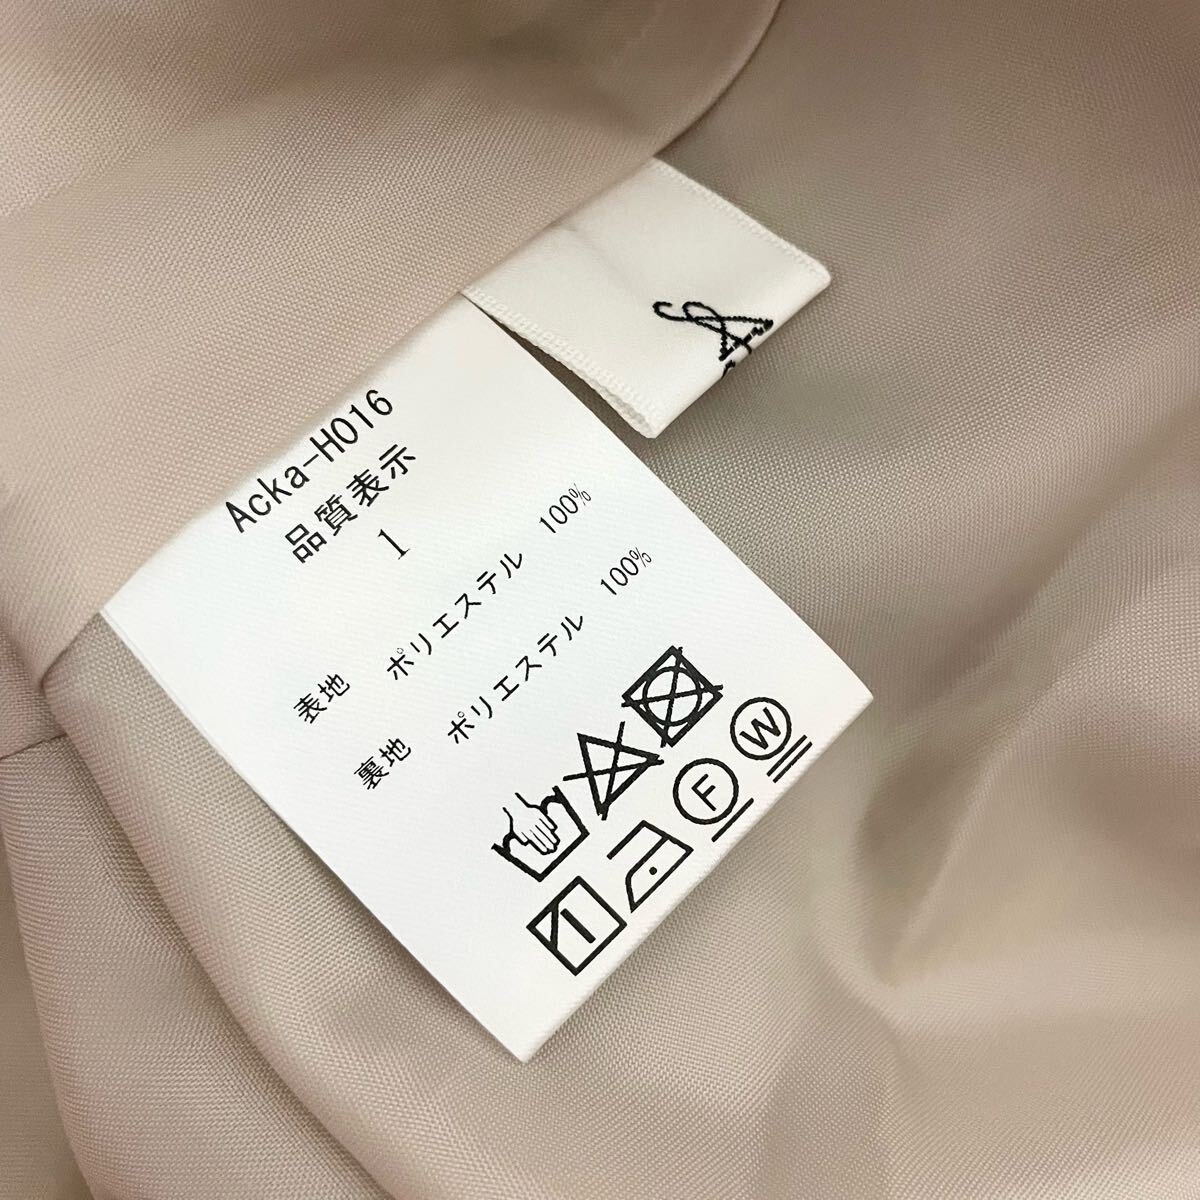 Acka-H016
品質表示
1
表地 ポリエステル 100%
裏地 ポリエステル 100%
F
W